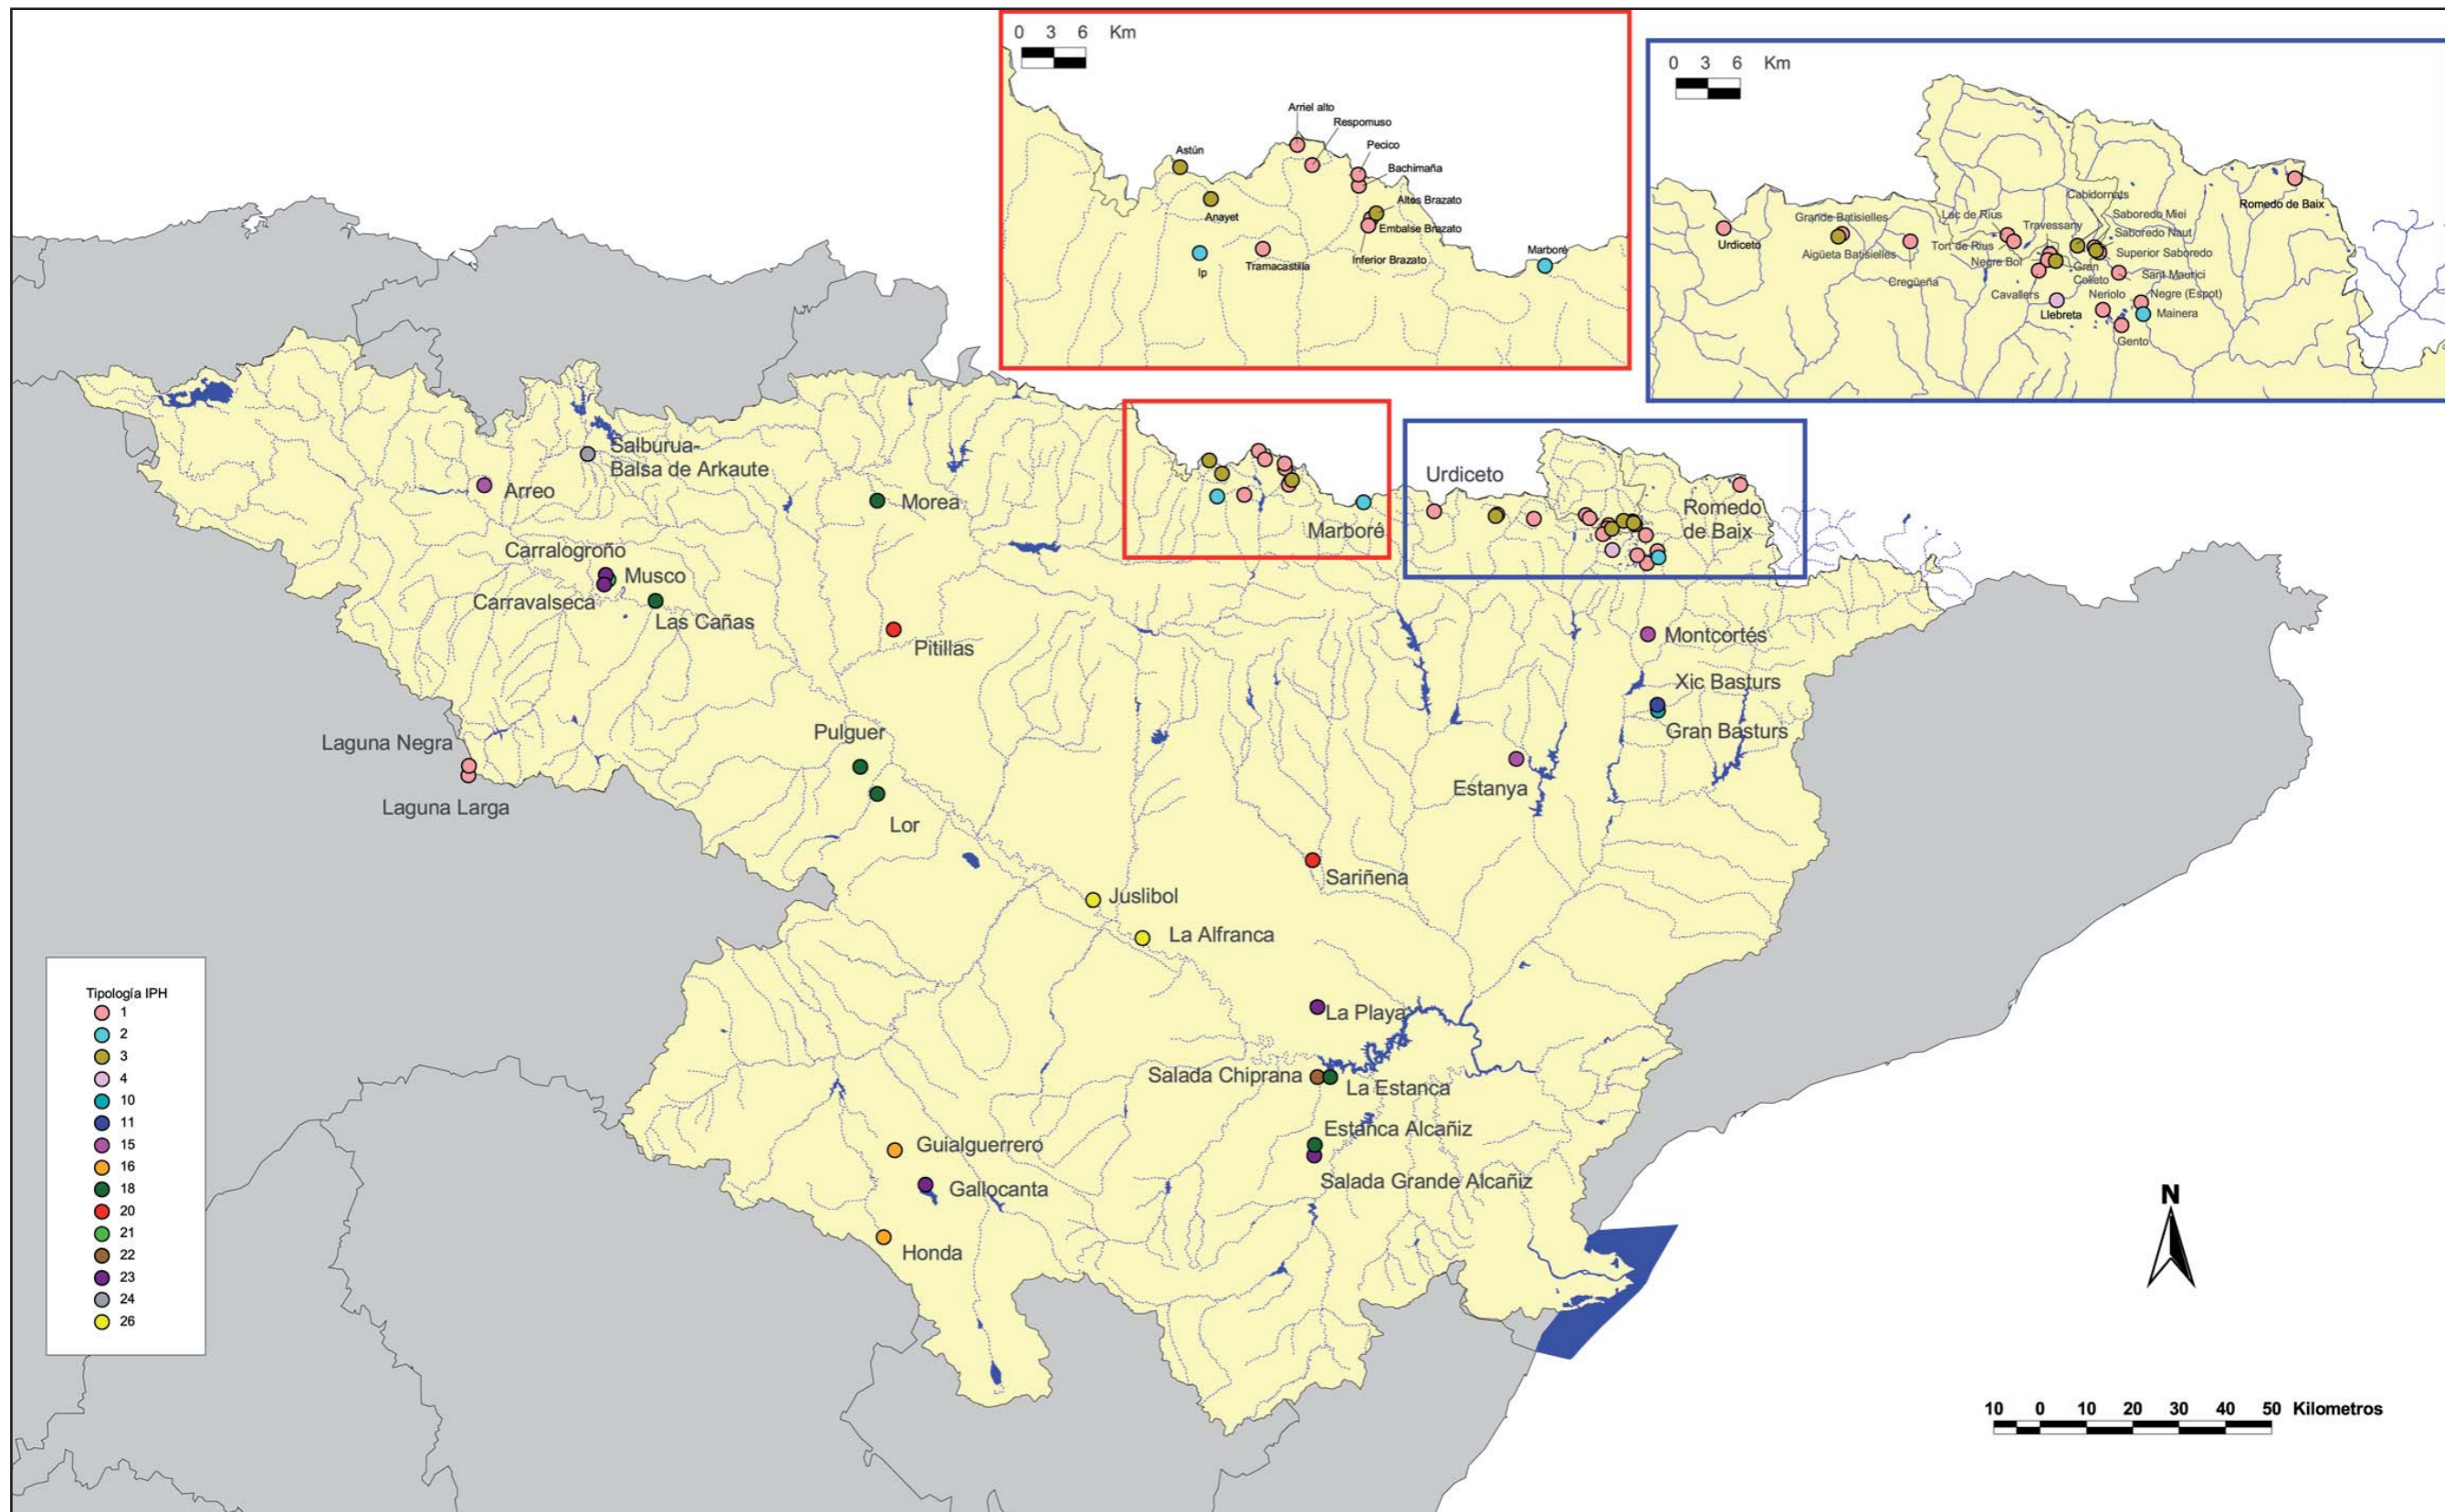 0 3 6 Km
Arriel alto
Respomuso
Astún
Pecico
Bachimaña
Altos Brazato
Anayet
Embalse Brazato
Marboré
Ip
Tramacastilla
Inferior Brazato
0 3 6 Km
Cabidornats
Romedo de Baix
Grande Batisielles
Lac de Rius
Saboredo Miei
Travessany
Saboredo Naut
Urdiceto
Tort de Rius
Superior Saboredo
Aigüeta Batisielles
Negre Boí
Gran
Colieto
Sant Maurici
Cregüeña
Cavallers
Neriolo
Negre (Espot)
Llebreta
Mainera
Gento
Salburua-
Balsa de Arkaute
Arreo
Morea
Urdiceto
Romedo
de Baix
Marboré
Carralogroño
Musco
Carravalseca
Las Cañas
Pitillas
Montcortés
Xic Basturs
Gran Basturs
Laguna Negra
Pulguer
Laguna Larga
Lor
Estanya
Sariñena
Juslibol
La Alfranca
La Playa
Salada Chiprana
La Estanca
Estanca Alcañiz
Guialguerrero
Salada Grande Alcañiz
Gallocanta
Honda
Tipología IPH
1
2
3
4
10
11
15
16
18
20
21
22
23
24
26
N
10 0 10 20 30 40 50 Kilometros